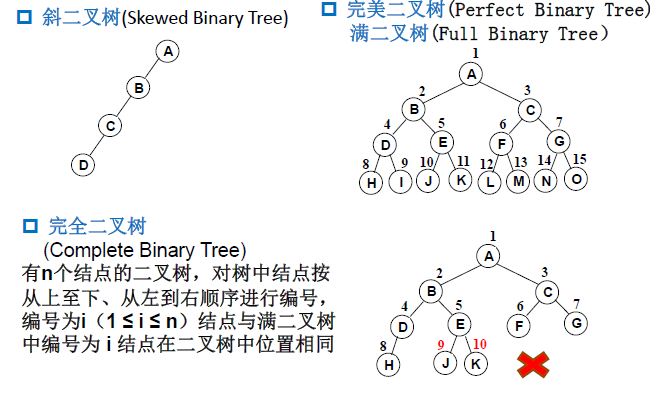 斜二叉树(Skewed Binary Tree)
A
B
C
D
完美二叉树(Perfect Binary Tree)
满二叉树(Full Binary Tree)
1
A
2 3
B C
4 5 6 7
D E F G
8 9 10 11 12 13 14 15
H I J K L M N O
完全二叉树
(Complete Binary Tree)
有n个结点的二叉树，对树中结点按
从上至下、从左到右顺序进行编号，
编号为i（1 ≤ i ≤ n）结点与满二叉树
中编号为 i 结点在二叉树中位置相同
1
A
2 3
B C
4 5 6 7
D E F G
8 9 10
H J K